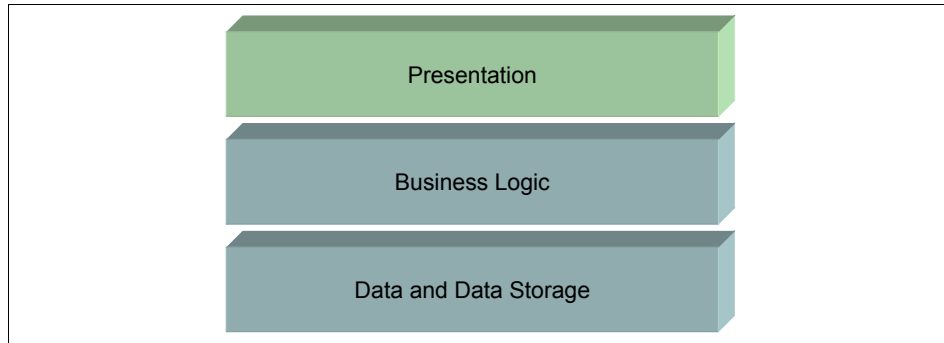 Presentation
Business Logic
Data and Data Storage